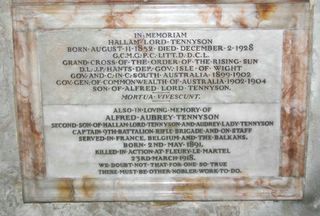 IN MEMORIAM
HALLAM LORD TENNYSON
BORN AUGUST 11 1852 DIED DECEMBER 2 1928
G.C.M.G. P.C. LITT.D. D.C.L.
GRAND CROSS OF THE ORDER OF THE RISING SUN
D.L. J.P. HANTS DEP. GOV. ISLE OF WIGHT
GOV. AND C. IN C. SOUTH AUSTRALIA 1899-1902
GOV. GEN. OF COMMONWEALTH OF AUSTRALIA 1902-1904
SON OF ALFRED LORD TENNYSON.
MORTUI VIVESCUNT.
ALSO IN LOVING MEMORY OF
ALFRED AUBREY TENNYSON
SECOND SON OF HALLAM LORD TENNYSON AND AUDREY LADY TENNYSON
CAPTAIN 9TH BATTALION RIFLE BRIGADE AND ON STAFF
SERVED IN FRANCE, BELGIUM AND THE BALKANS.
BORN 2ND MAY 1891,
KILLED IN ACTION AT FLEURY-LE-MARTEL
23RD MARCH 1918.
WE DOUBT NOT THAT FOR ONE SO TRUE
THERE MUST BE OTHER NOBLER WORK TO DO.